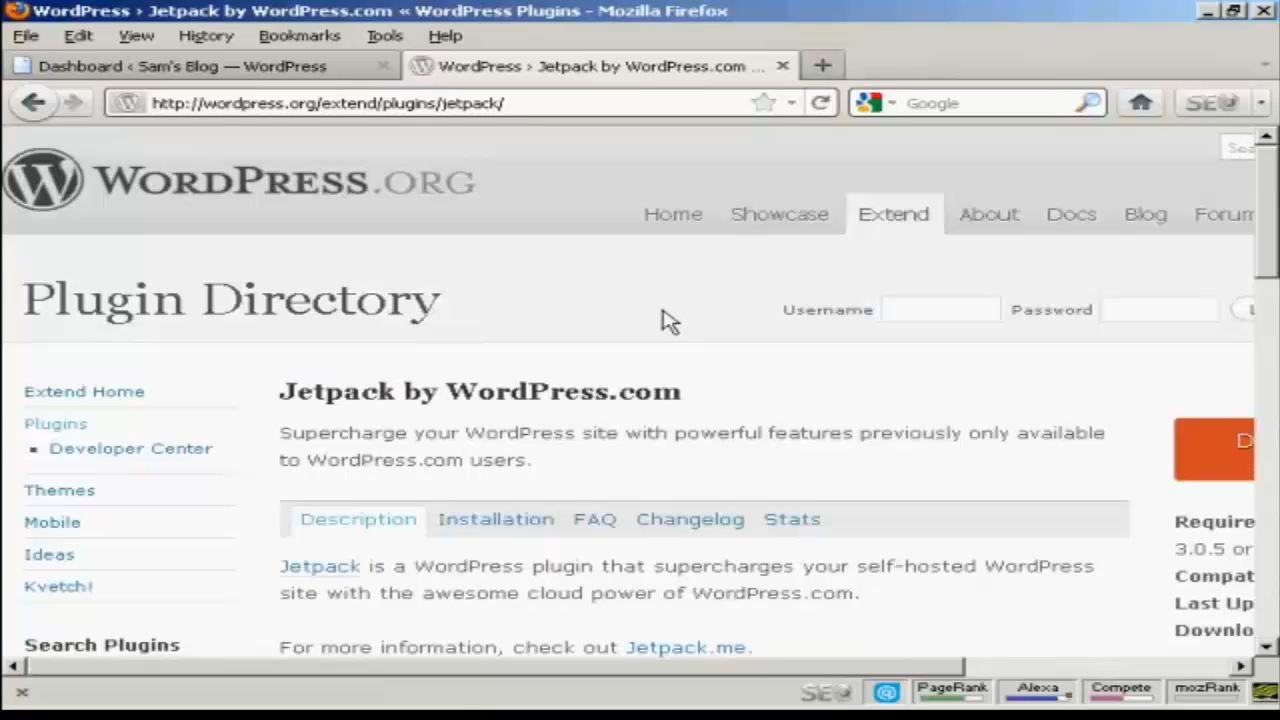 WordPress › Jetpack by WordPress.com « WordPress Plugins - Mozilla Firefox
File Edit View History Bookmarks Tools Help
Dashboard ‹ Sam's Blog — WordPress
WordPress › Jetpack by WordPress.com ...
http://wordpress.org/extend/plugins/jetpack/
Google
SEO
WORDPRESS.ORG
Home Showcase Extend About Docs Blog Forum
Plugin Directory
Username Password
Extend Home
Plugins
Developer Center
Themes
Mobile
Ideas
Kvetch!
Search Plugins
Jetpack by WordPress.com
Supercharge your WordPress site with powerful features previously only available
to WordPress.com users.
Description Installation FAQ Changelog Stats
Jetpack is a WordPress plugin that supercharges your self-hosted WordPress
site with the awesome cloud power of WordPress.com.
For more information, check out Jetpack.me.
D
Require
3.0.5 or
Compat
Last Up
Downlo
SEO PageRank Alexa Compete mozRank